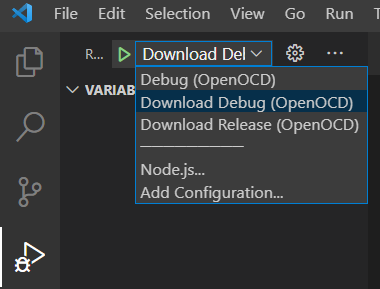 File Edit Selection View Go Run
R... Download Del
VARIAB
Debug (OpenOCD)
Download Debug (OpenOCD)
Download Release (OpenOCD)
Node.js...
Add Configuration...